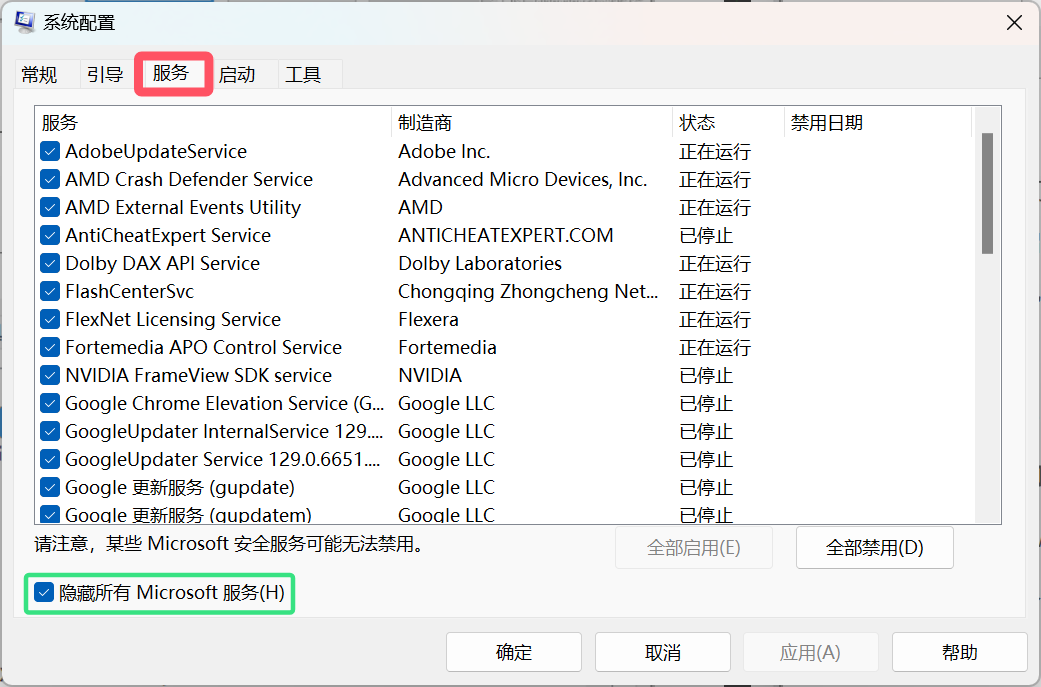 系统配置
常规 引导 服务 启动 工具
服务 制造商 状态 禁用日期
AdobeUpdateService Adobe Inc. 正在运行
AMD Crash Defender Service Advanced Micro Devices, Inc. 正在运行
AMD External Events Utility AMD 正在运行
AntiCheatExpert Service ANTICHEATEXPERT.COM 已停止
Dolby DAX API Service Dolby Laboratories 正在运行
FlashCenterSvc Chongqing Zhongcheng Net... 正在运行
FlexNet Licensing Service Flexera 正在运行
Fortemedia APO Control Service Fortemedia 正在运行
NVIDIA FrameView SDK service NVIDIA 已停止
Google Chrome Elevation Service (G... Google LLC 已停止
GoogleUpdater InternalService 129.... Google LLC 已停止
GoogleUpdater Service 129.0.6651.... Google LLC 已停止
Google 更新服务 (gupdate) Google LLC 已停止
Google 更新服务 (gupdatem) Google LLC 已停止
请注意，某些 Microsoft 安全服务可能无法禁用。
全部启用(E) 全部禁用(D)
隐藏所有 Microsoft 服务(H)
确定 取消 应用(A) 帮助